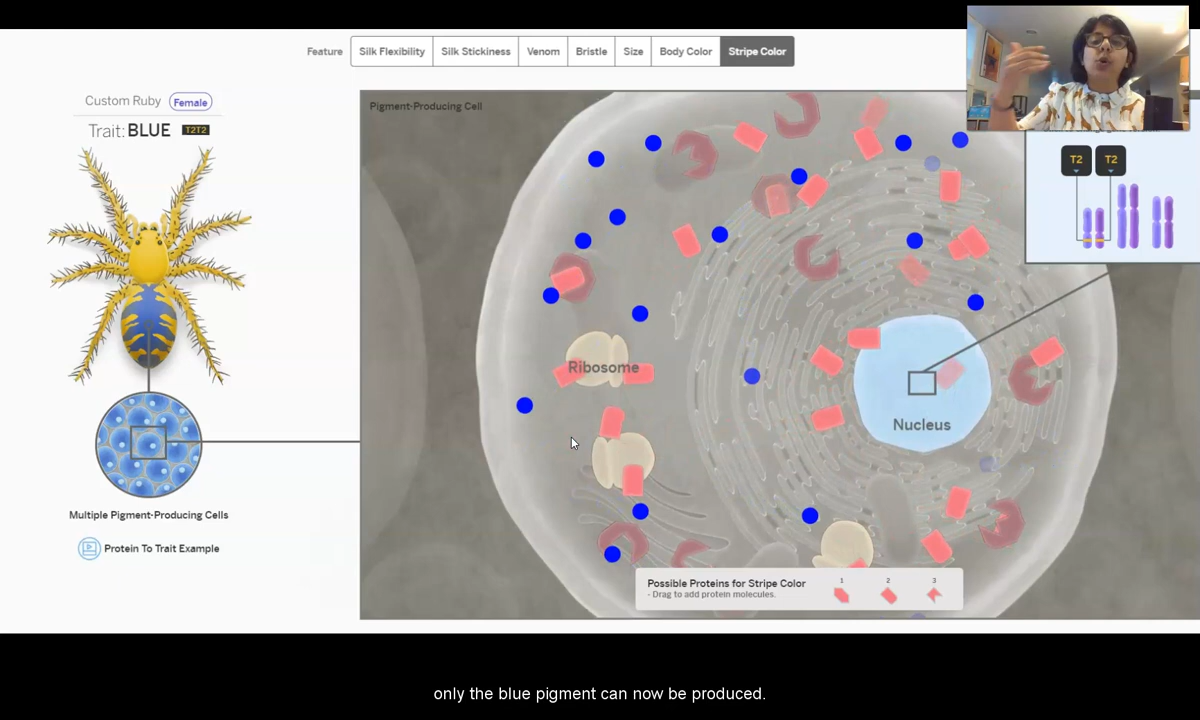 Feature Silk Flexibility Silk Stickiness Venom Bristle Size Body Color Stripe Color
Custom Ruby Female
Trait: BLUE T2T2
Pigment-Producing Cell
T2 T2
Ribosome
Nucleus
Multiple Pigment-Producing Cells
Protein To Trait Example
Possible Proteins for Stripe Color
- Drag to add protein molecules.
1 2 3
only the blue pigment can now be produced.